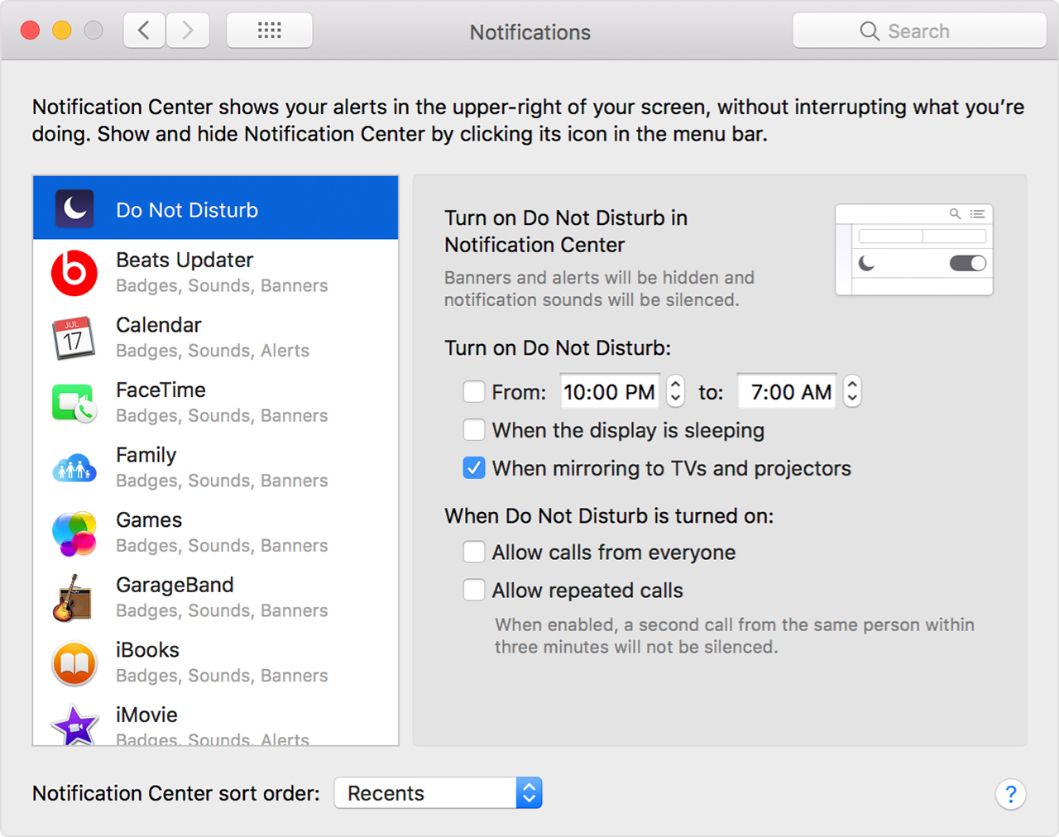 Notifications
Search
Notification Center shows your alerts in the upper-right of your screen, without interrupting what you’re
doing. Show and hide Notification Center by clicking its icon in the menu bar.
Do Not Disturb
Beats Updater
Badges, Sounds, Banners
JUL
17
Calendar
Badges, Sounds, Alerts
FaceTime
Badges, Sounds, Banners
Family
Badges, Sounds, Banners
Games
Badges, Sounds, Banners
GarageBand
Badges, Sounds, Banners
iBooks
Badges, Sounds, Banners
iMovie
Badges, Sounds, Alerts
Turn on Do Not Disturb in
Notification Center
Banners and alerts will be hidden and
notification sounds will be silenced.
Turn on Do Not Disturb:
From: 10:00 PM to: 7:00 AM
When the display is sleeping
When mirroring to TVs and projectors
When Do Not Disturb is turned on:
Allow calls from everyone
Allow repeated calls
When enabled, a second call from the same person within
three minutes will not be silenced.
Notification Center sort order: Recents
?